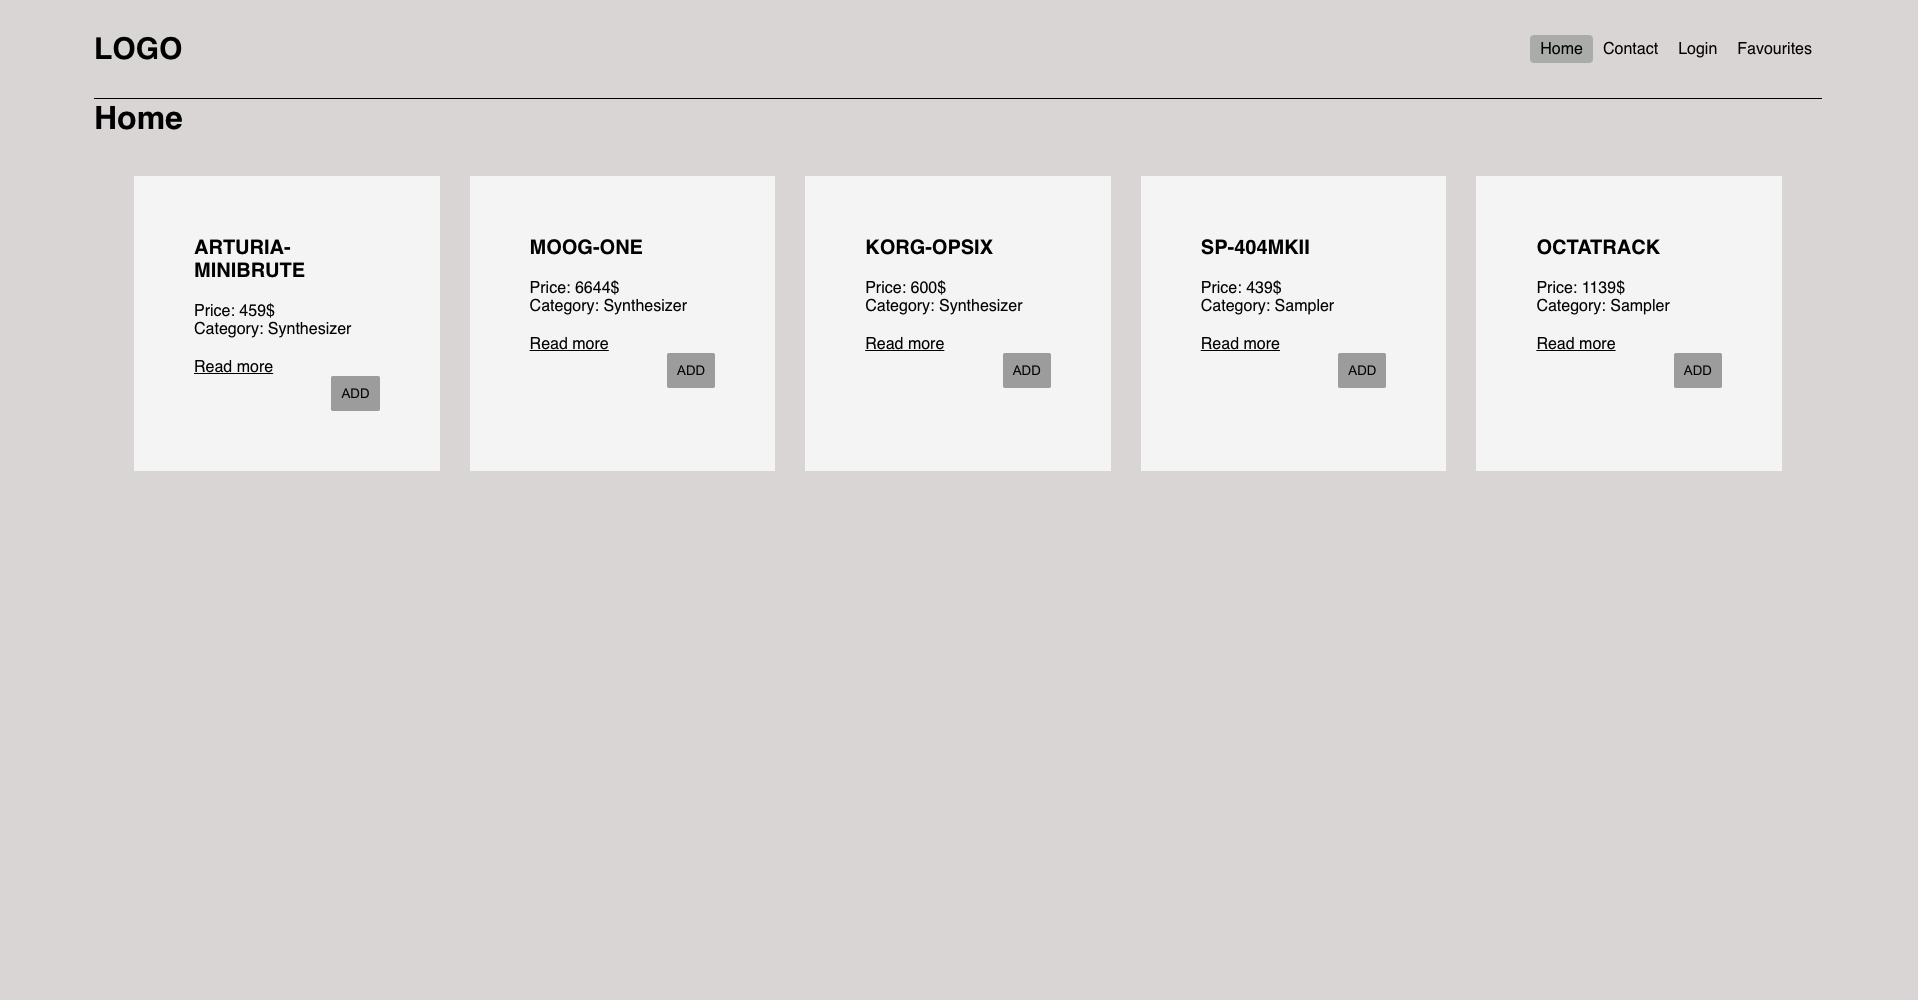 LOGO
Home
Contact
Login
Favourites
Home
ARTURIA-
MINIBRUTE
Price: 459$
Category: Synthesizer
Read more
ADD
MOOG-ONE
Price: 6644$
Category: Synthesizer
Read more
ADD
KORG-OPSIX
Price: 600$
Category: Synthesizer
Read more
ADD
SP-404MKII
Price: 439$
Category: Sampler
Read more
ADD
OCTATRACK
Price: 1139$
Category: Sampler
Read more
ADD